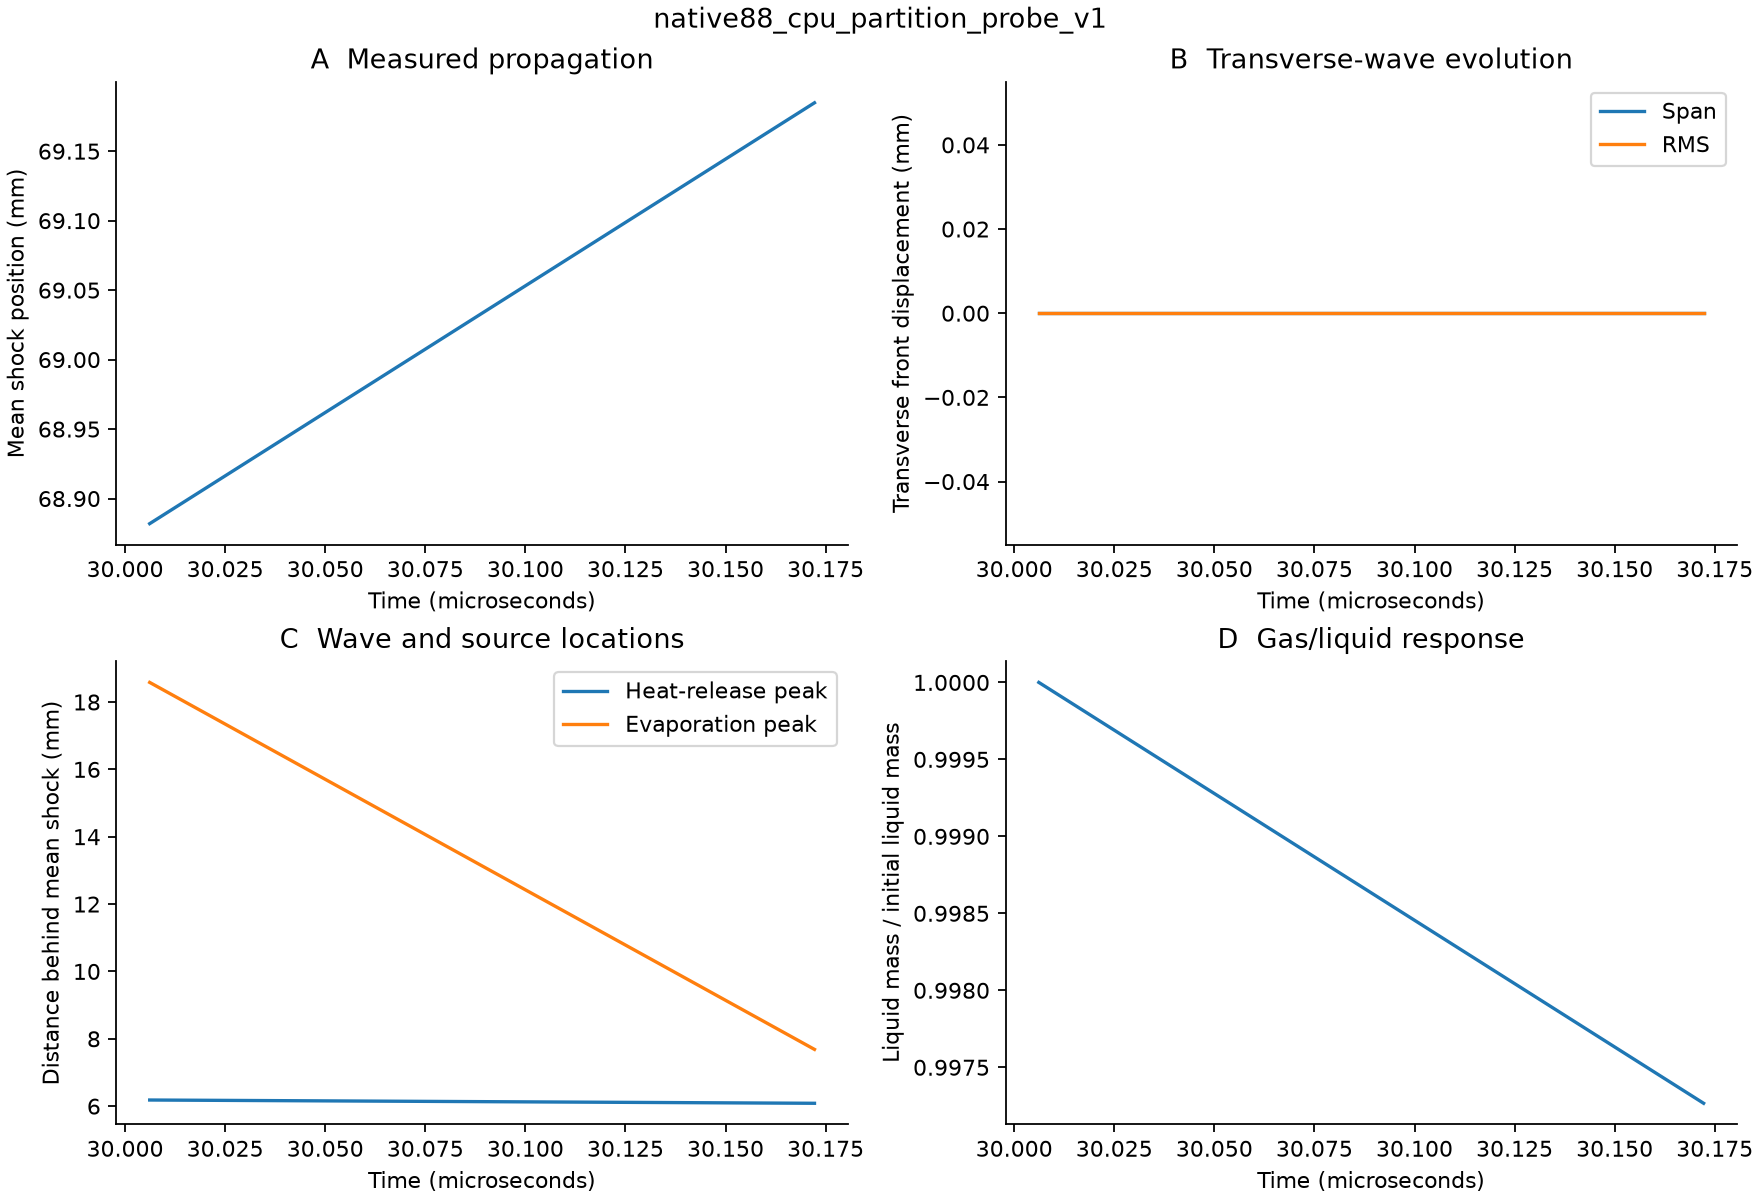 native88_cpu_partition_probe_v1
A  Measured propagation
Mean shock position (mm)
69.15
69.10
69.05
69.00
68.95
68.90
30.000 30.025 30.050 30.075 30.100 30.125 30.150 30.175
Time (microseconds)
B  Transverse-wave evolution
Span
RMS
Transverse front displacement (mm)
0.04
0.02
0.00
−0.02
−0.04
30.000 30.025 30.050 30.075 30.100 30.125 30.150 30.175
Time (microseconds)
C  Wave and source locations
Heat-release peak
Evaporation peak
Distance behind mean shock (mm)
18
16
14
12
10
8
6
30.000 30.025 30.050 30.075 30.100 30.125 30.150 30.175
Time (microseconds)
D  Gas/liquid response
Liquid mass / initial liquid mass
1.0000
0.9995
0.9990
0.9985
0.9980
0.9975
30.000 30.025 30.050 30.075 30.100 30.125 30.150 30.175
Time (microseconds)